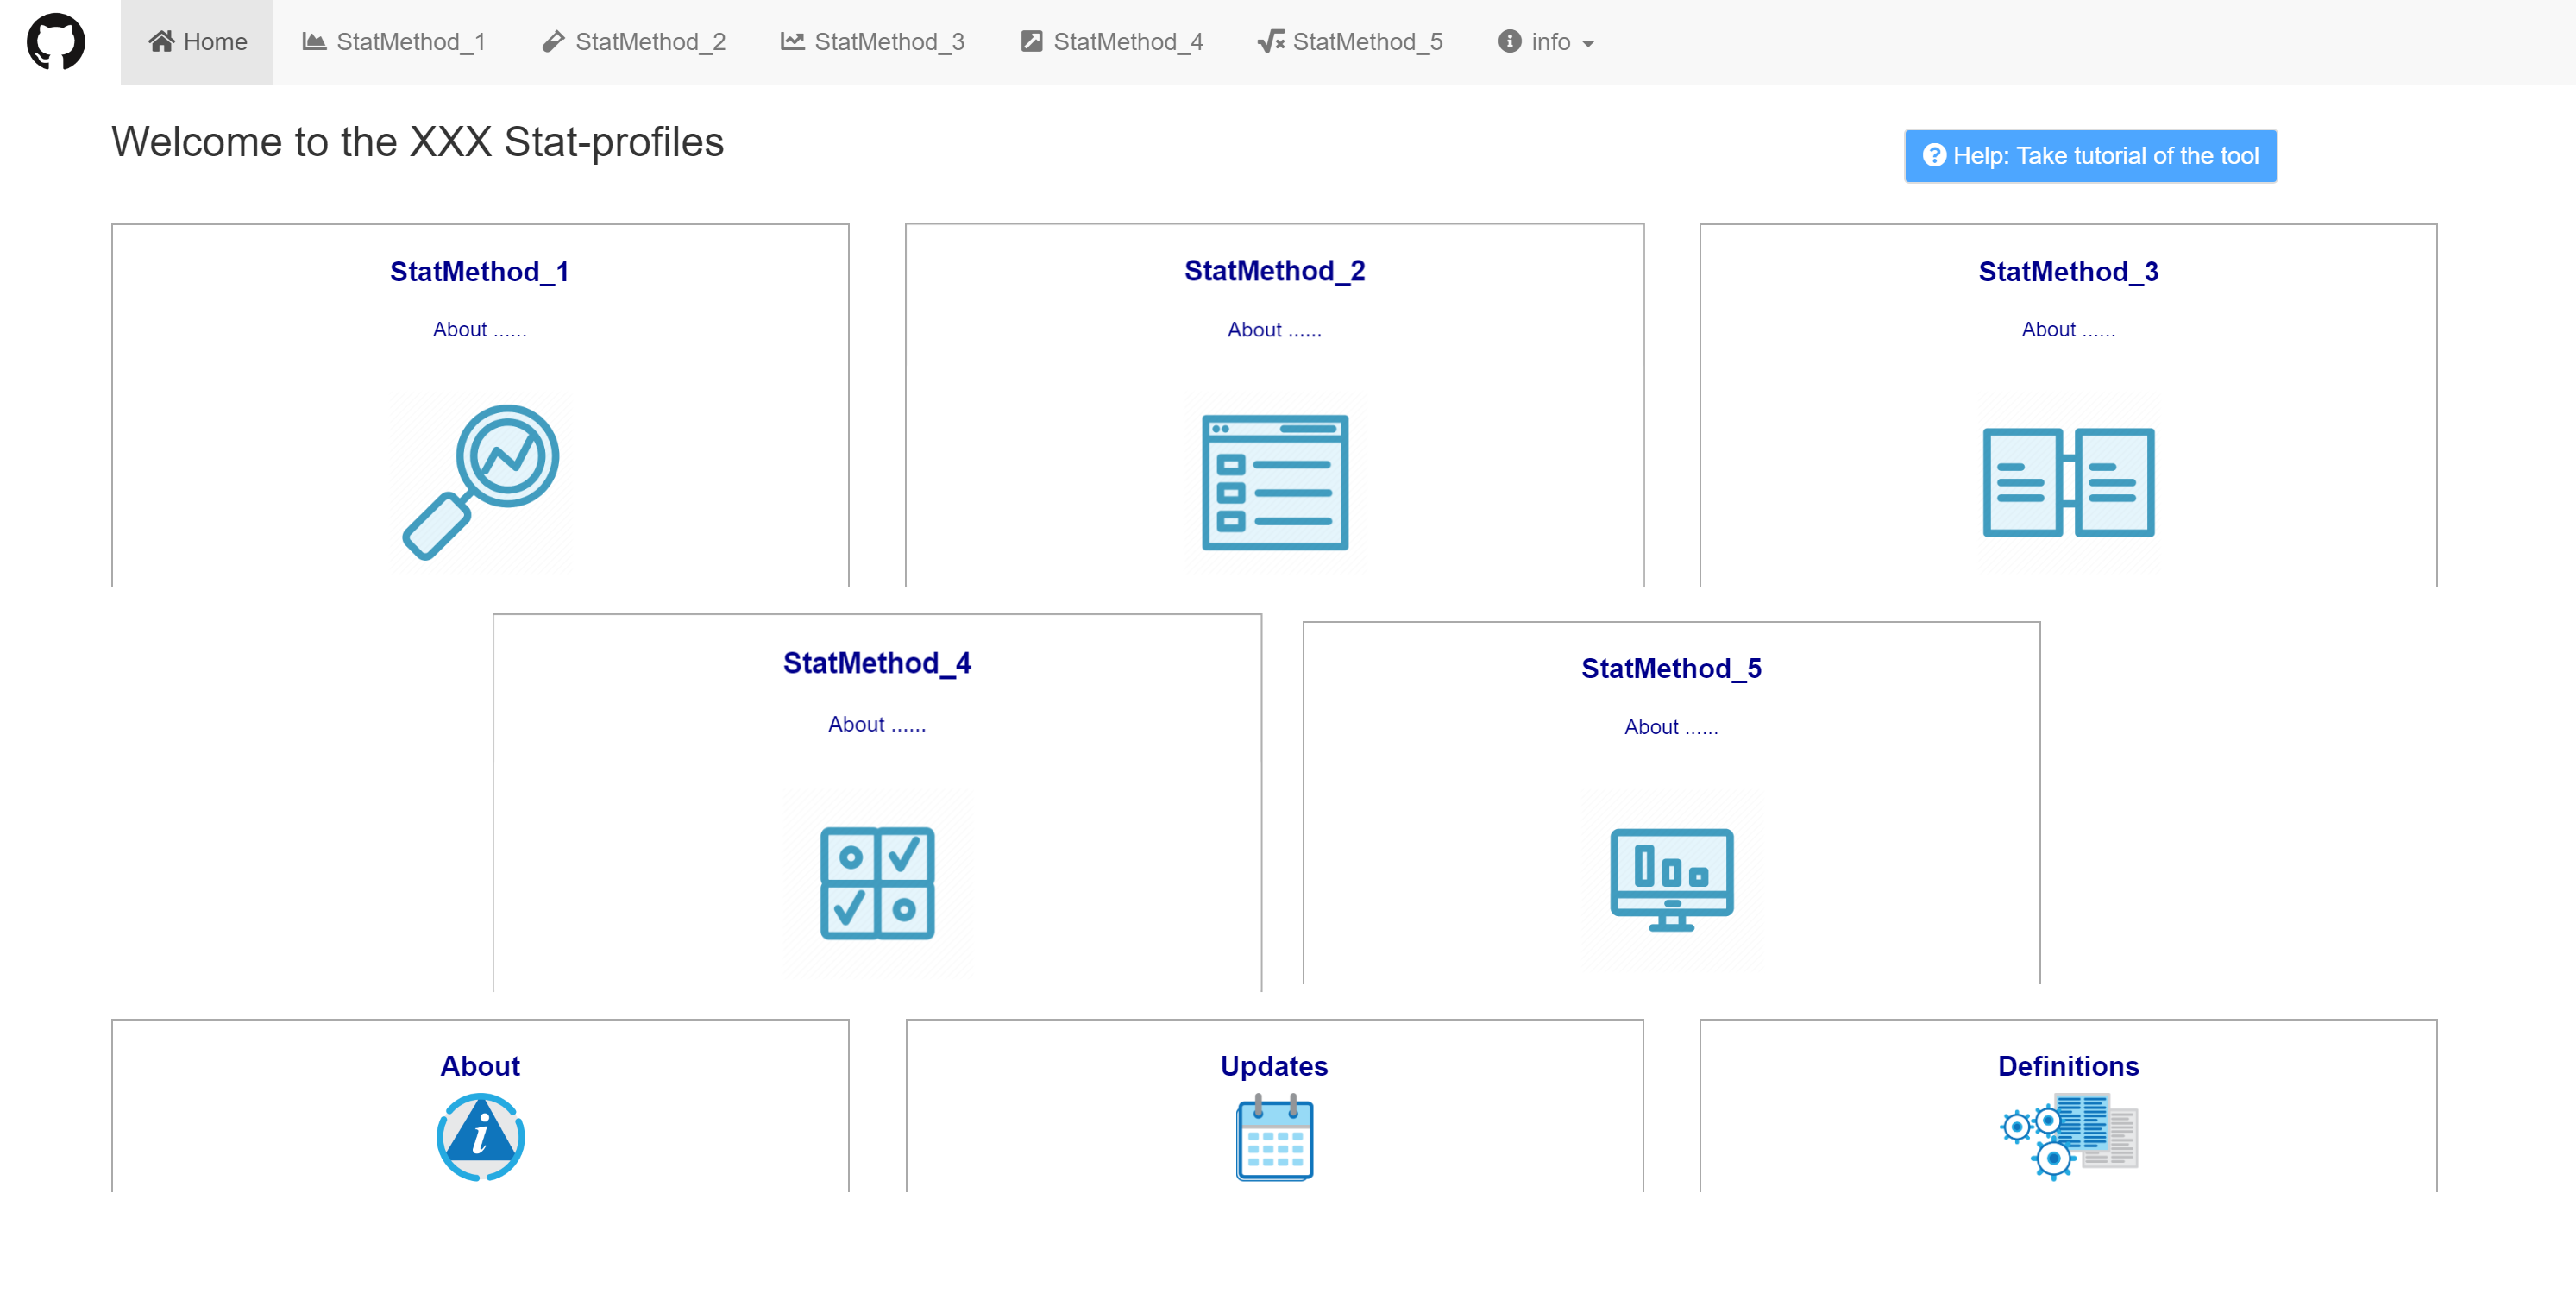 Home StatMethod_1 StatMethod_2 StatMethod_3 StatMethod_4 StatMethod_5 info
Welcome to the XXX Stat-profiles
Help: Take tutorial of the tool
StatMethod_1
About ......
StatMethod_2
About ......
StatMethod_3
About ......
StatMethod_4
About ......
StatMethod_5
About ......
About
Updates
Definitions